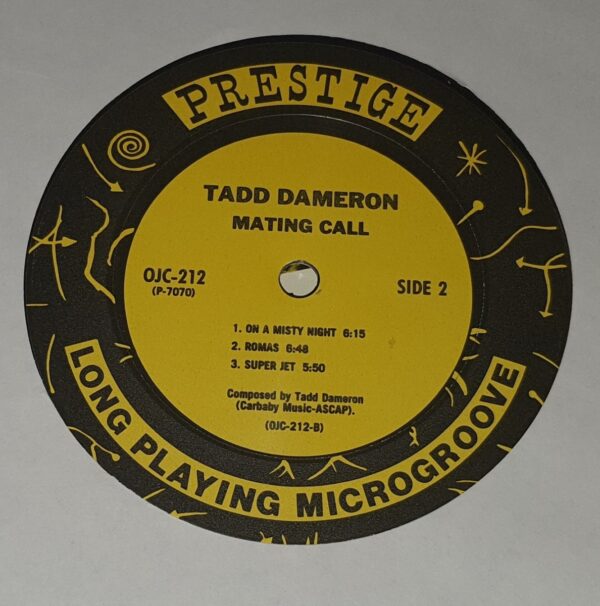 PRESTIGE
TADD DAMERON
MATING CALL
OJC-212
(P-7070)
SIDE 2
1. ON A MISTY NIGHT 6:15
2. ROMAS 6:48
3. SUPER JET 5:50
Composed by Tadd Dameron
(Carbaby Music-ASCAP).
(OJC-212-B)
LONG PLAYING MICROGROOVE